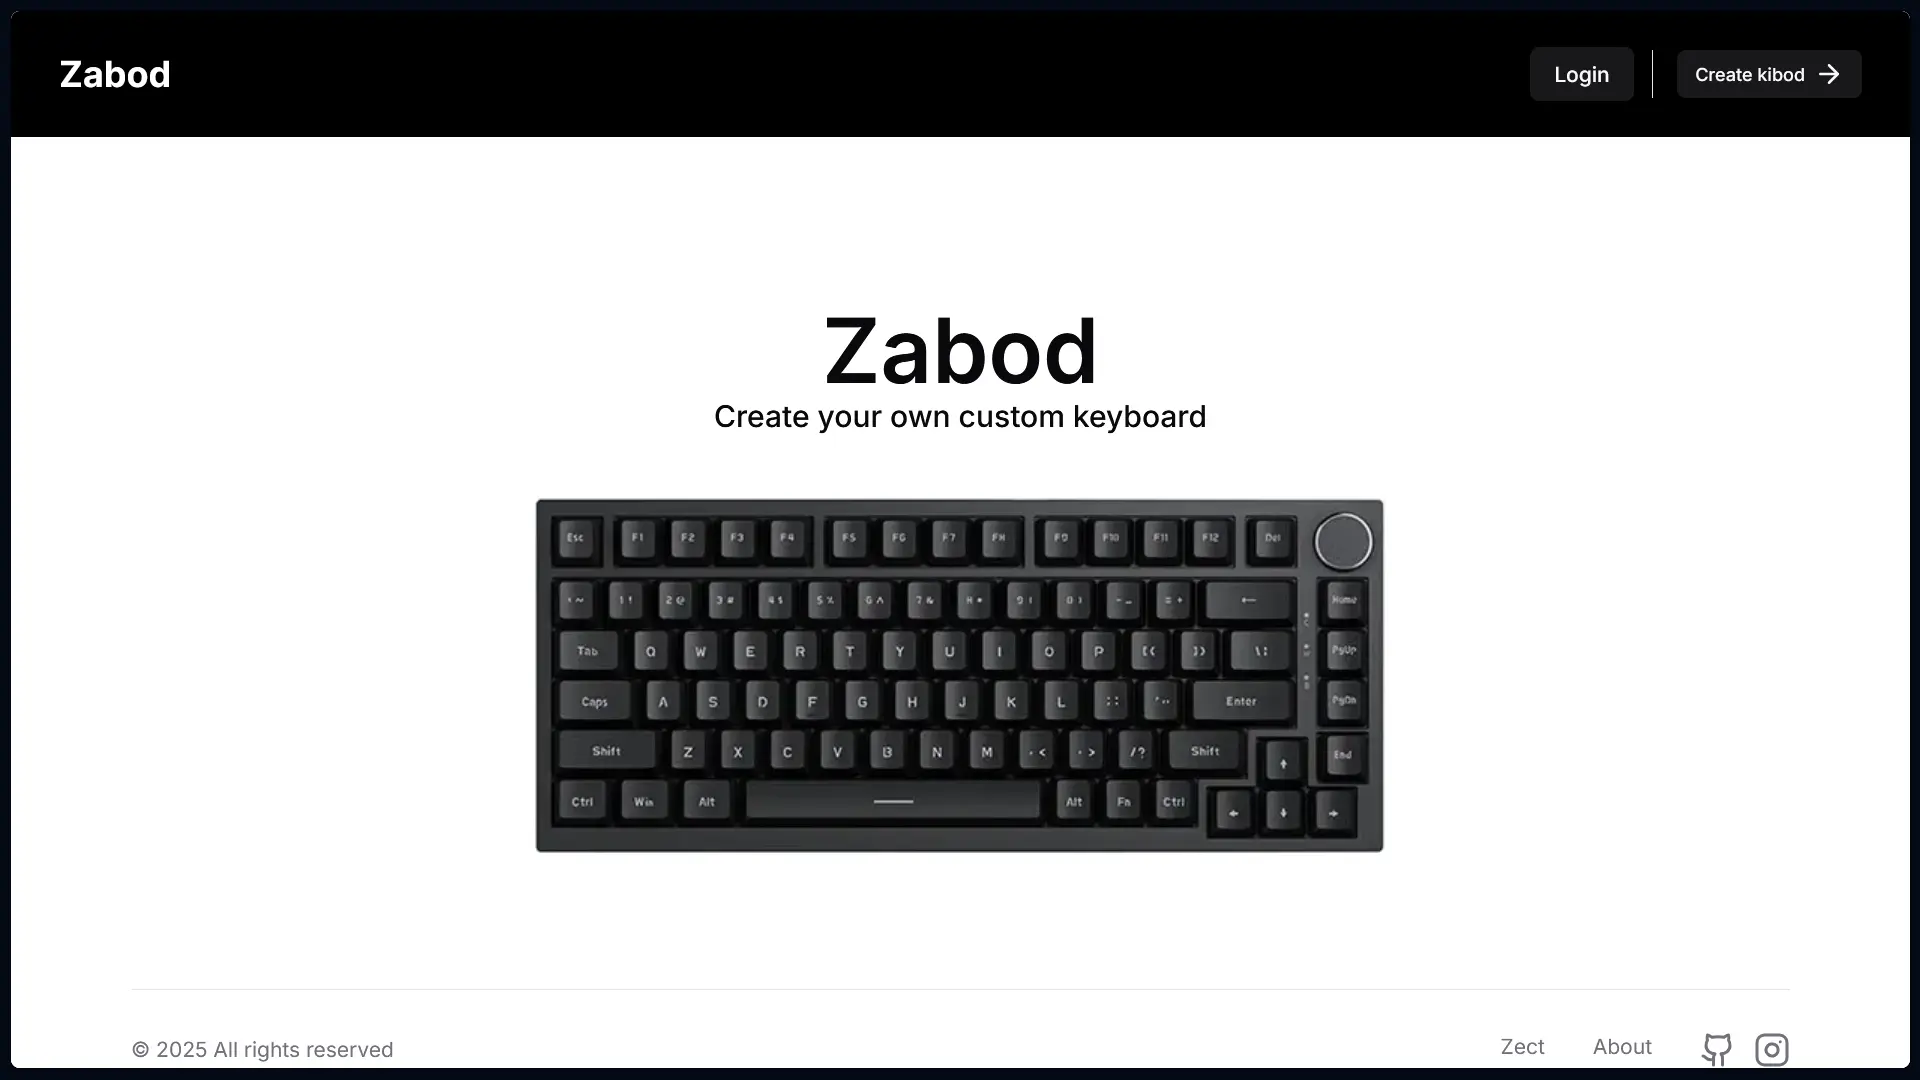 Zabod
Login
Create kibod
Zabod
Create your own custom keyboard
Esc F1 F2 F3 F4 F5 F6 F7 F9 F10 F11 F12 Del
Home
Tab Q W E R T Y U I O P PgUp
Caps A S D F G H J K L Enter PgDn
Shift Z X C V B N M < > /? Shift End
Ctrl Win Alt Alt Fn Ctrl
© 2025 All rights reserved
Zect
About